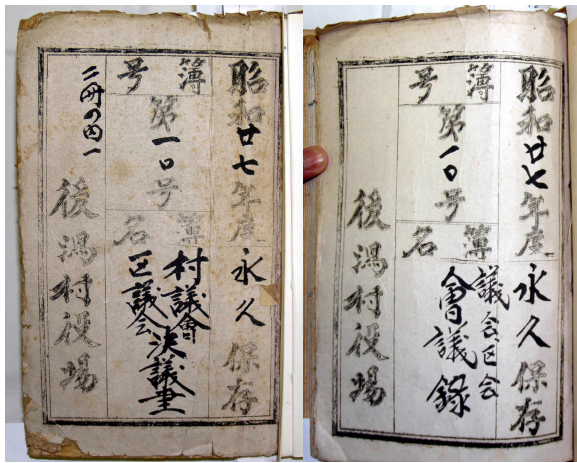 昭和廿七年度 永久保存
簿号
第一〇号
簿名
村議會
区議会
決議書
二冊の内一
後潟村役場
昭和廿七年度 永久保存
簿号
第一〇号
簿名
議会区会
會議錄
後潟村役場